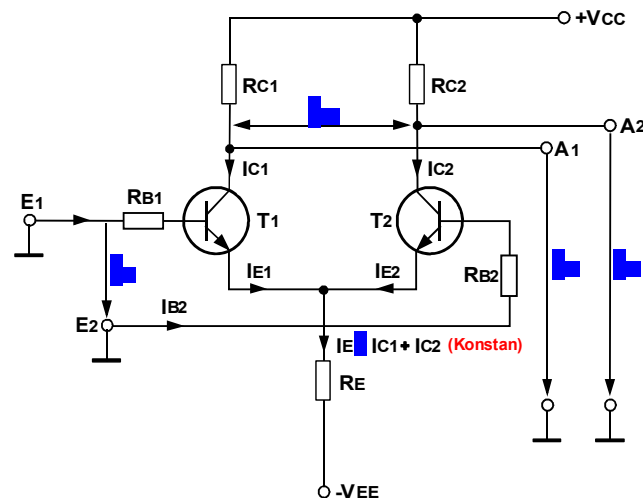 +VCC
RC1
RC2
A2
A1
IC1
IC2
E1
RB1
T1
T2
IE1
IE2
RB2
E2
IB2
IE IC1 + IC2 (Konstan)
RE
-VEE